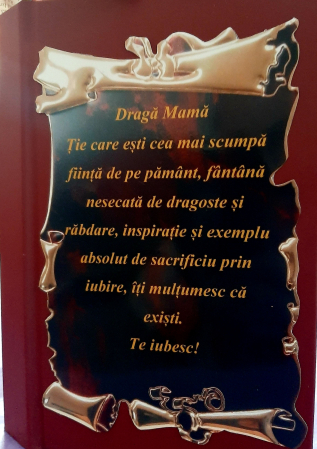 Dragă Mamă
Ție care ești cea mai scumpă
ființă de pe pământ, fântână
nesecată de dragoste și
răbdare, inspirație și exemplu
absolut de sacrificiu prin
iubire, îți mulțumesc că
exiști.
Te iubesc!